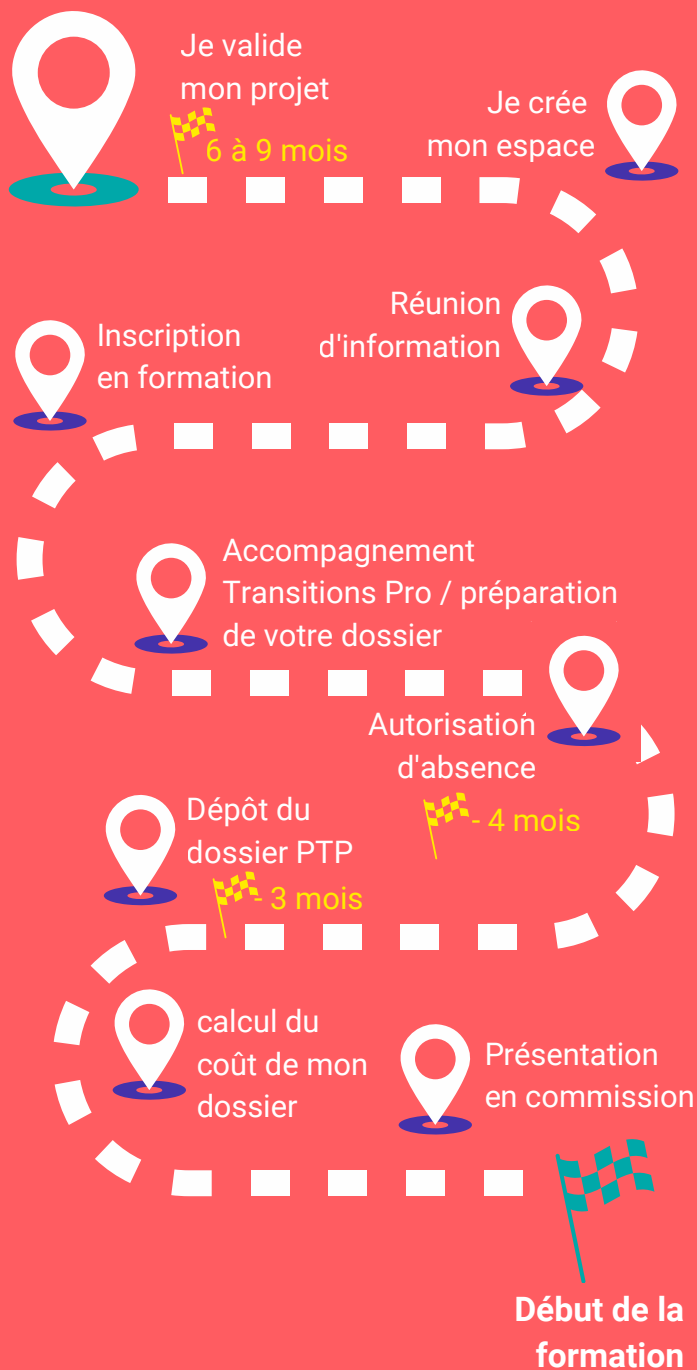 Je valide
mon projet
6 à 9 mois
Je crée
mon espace
Réunion
d'information
Inscription
en formation
Accompagnement
Transitions Pro / préparation
de votre dossier
Autorisation
d'absence
- 4 mois
Dépôt du
dossier PTP
- 3 mois
calcul du
coût de mon
dossier
Présentation
en commission
Début de la
formation